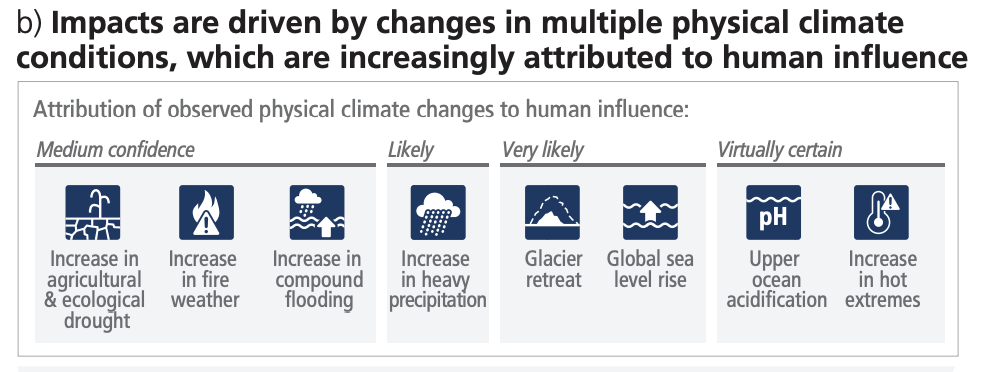 b) Impacts are driven by changes in multiple physical climate
conditions, which are increasingly attributed to human influence
Attribution of observed physical climate changes to human influence:
Medium confidence
Increase in
agricultural
& ecological
drought
Increase
in fire
weather
Increase in
compound
flooding
Likely
Increase
in heavy
precipitation
Very likely
Glacier
retreat
Global sea
level rise
Virtually certain
pH
Upper
ocean
acidification
Increase
in hot
extremes